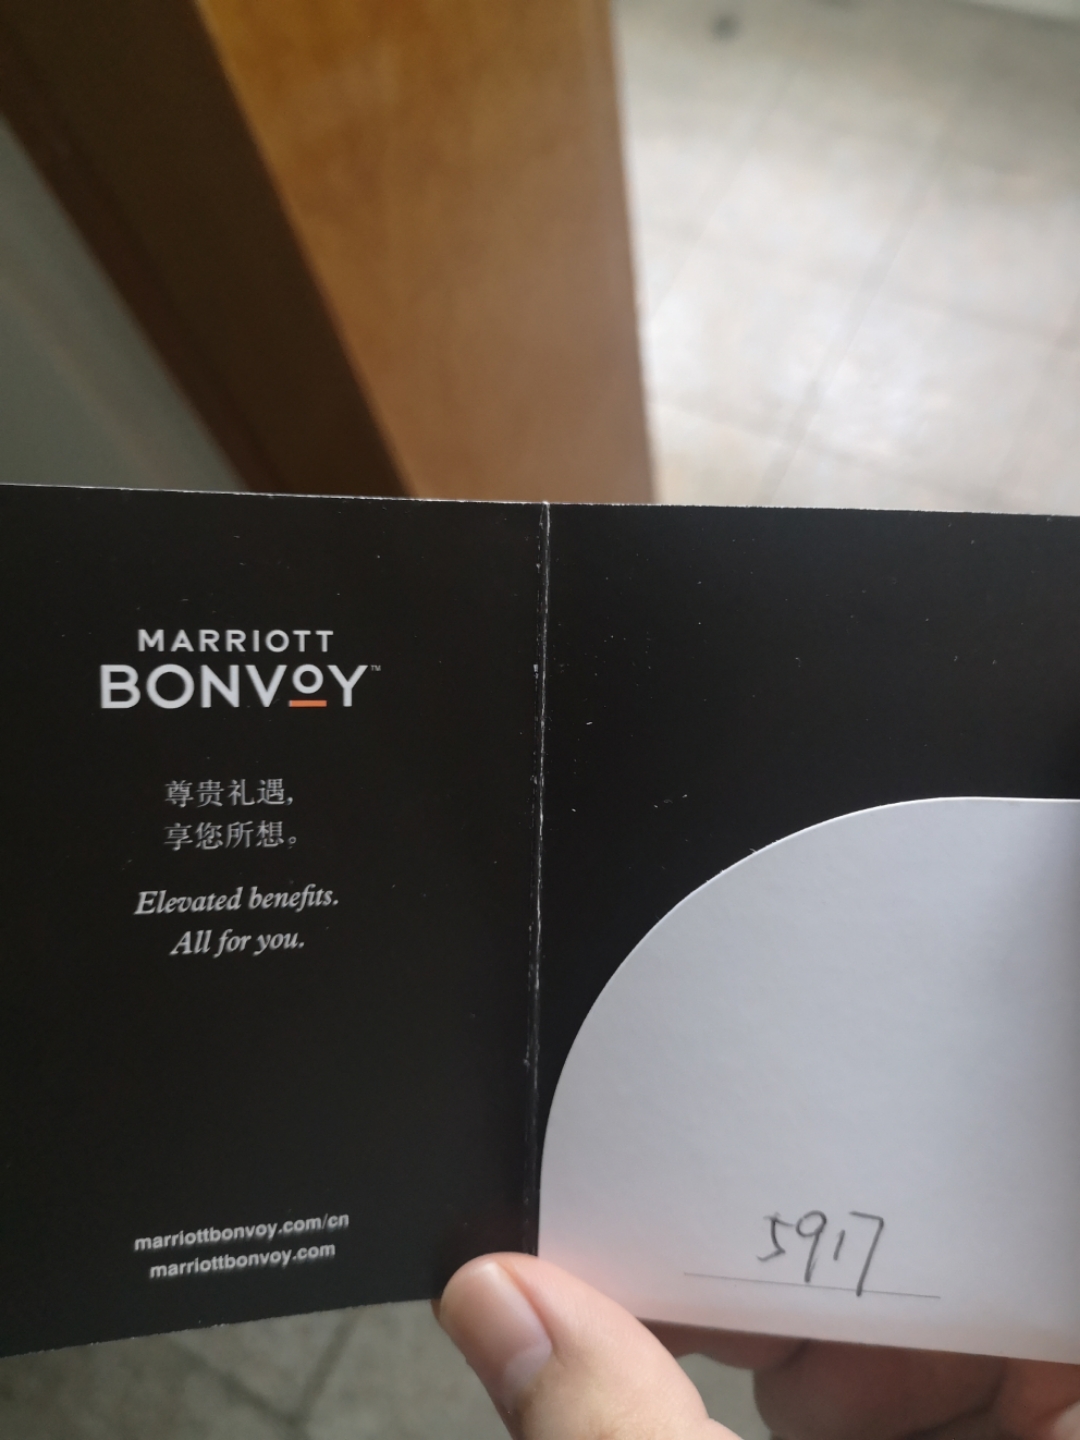 MARRIOTT
BONVOY™
尊贵礼遇,
享您所想。
Elevated benefits.
All for you.
marriottbonvoy.com/cn
marriottbonvoy.com
5917